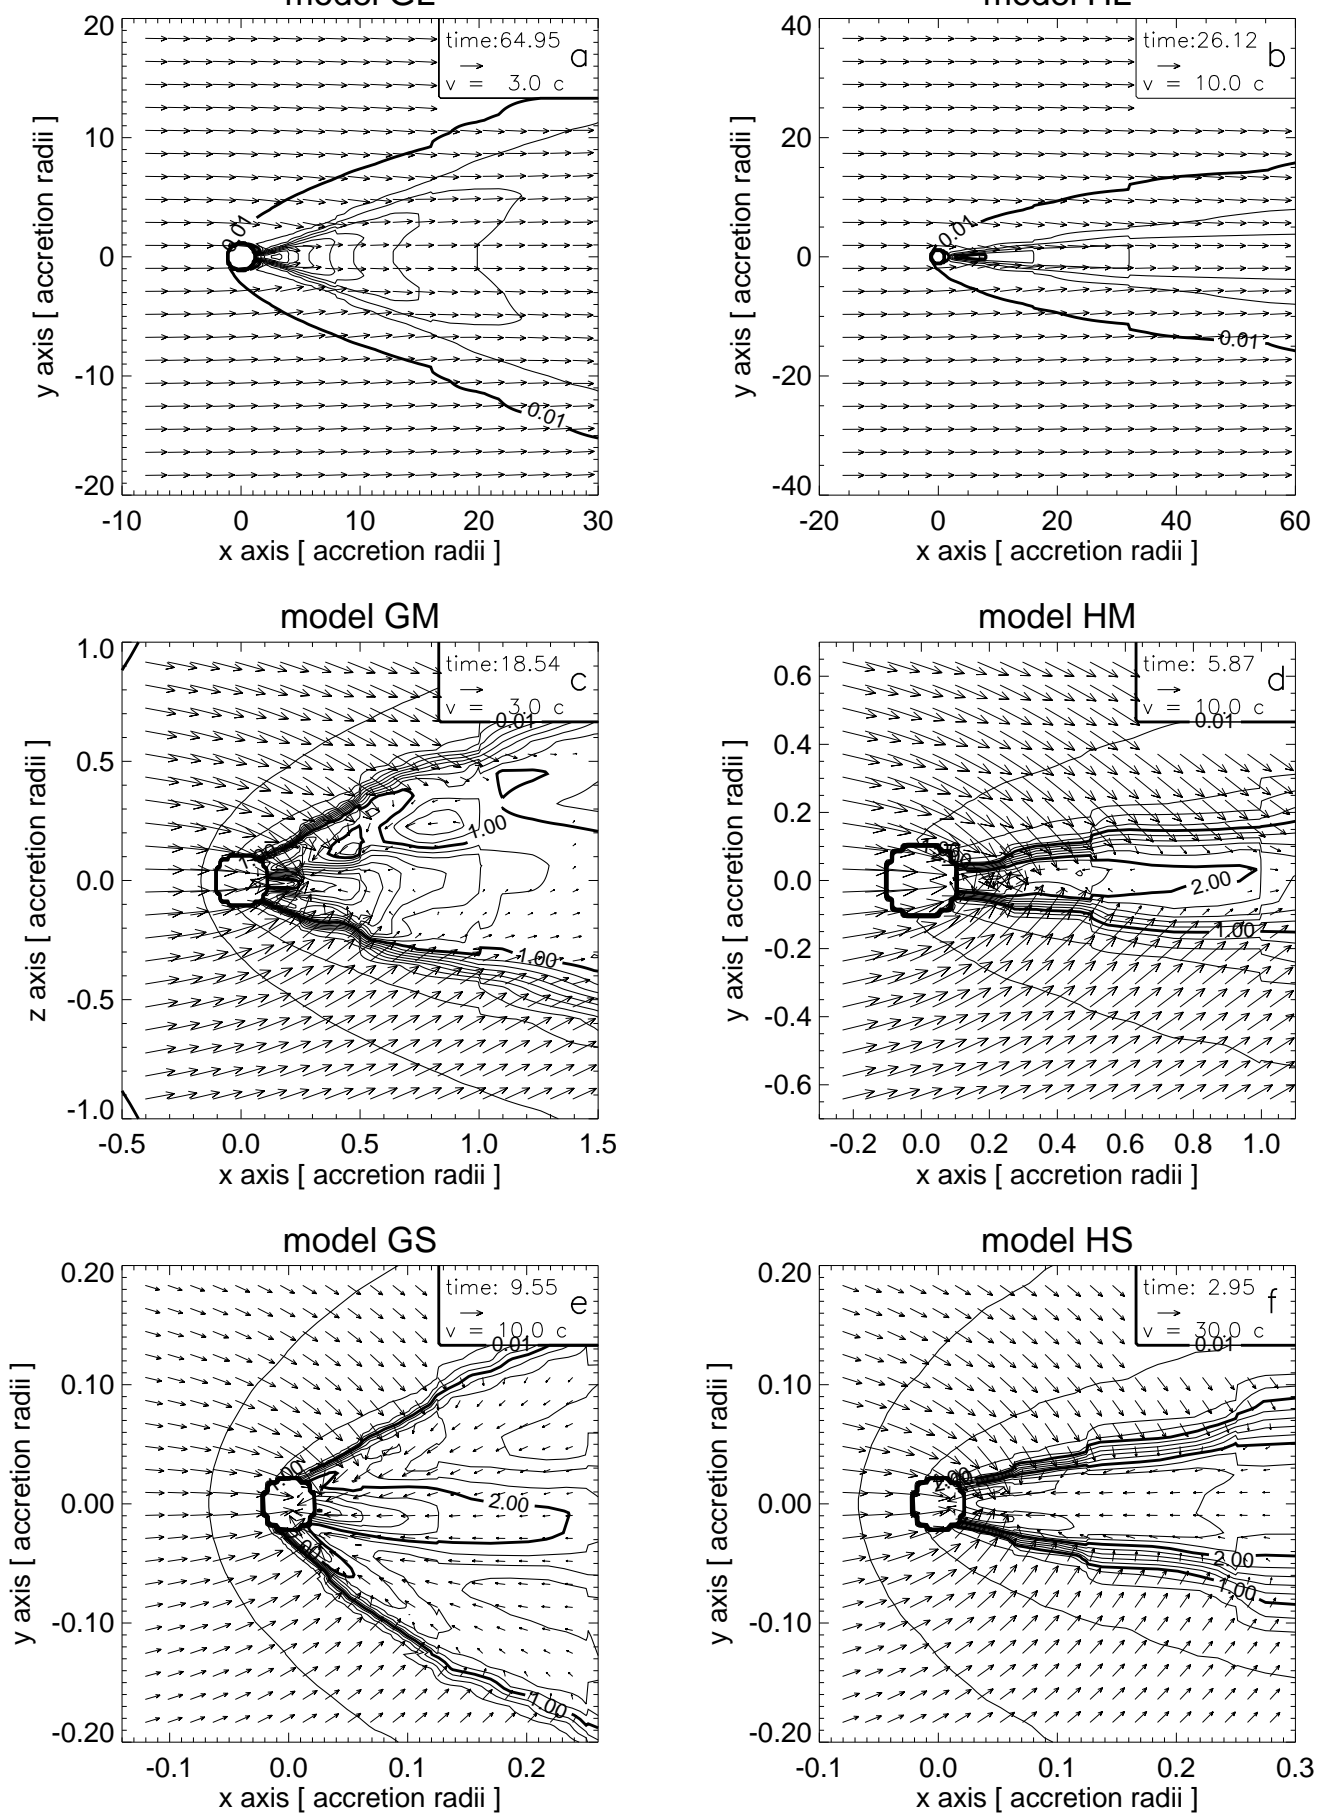 model GL
model HL
time:64.95
a
v = 3.0 c
0.01
0.01
20
10
0
-10
-20
y axis [ accretion radii ]
-10 0 10 20 30
x axis [ accretion radii ]
time:26.12
b
v = 10.0 c
0.01
0.01
40
20
0
-20
-40
y axis [ accretion radii ]
-20 0 20 40 60
x axis [ accretion radii ]
model GM
time:18.54
c
v = 3.0 c
0.01
1.00
1.00
1.0
0.5
0.0
-0.5
-1.0
z axis [ accretion radii ]
-0.5 0.0 0.5 1.0 1.5
x axis [ accretion radii ]
model HM
time: 5.87
d
v = 10.0 c
0.01
2.00
1.00
0.6
0.4
0.2
0.0
-0.2
-0.4
-0.6
y axis [ accretion radii ]
-0.2 0.0 0.2 0.4 0.6 0.8 1.0
x axis [ accretion radii ]
model GS
time: 9.55
e
v = 10.0 c
0.01
2.00
1.00
0.20
0.10
0.00
-0.10
-0.20
y axis [ accretion radii ]
-0.1 0.0 0.1 0.2
x axis [ accretion radii ]
model HS
time: 2.95
f
v = 30.0 c
0.01
2.00
2.00
1.00
0.20
0.10
0.00
-0.10
-0.20
y axis [ accretion radii ]
-0.1 0.0 0.1 0.2 0.3
x axis [ accretion radii ]